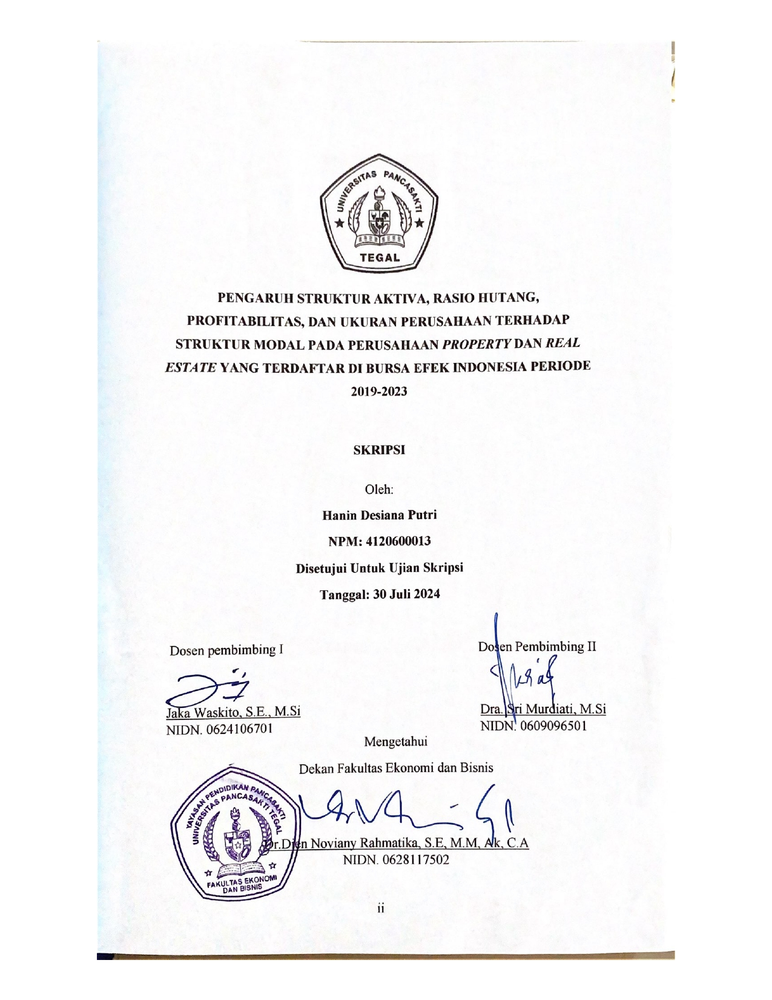 UNIVERSITAS PANCASAKTI
TEGAL
PENGARUH STRUKTUR AKTIVA, RASIO HUTANG,
PROFITABILITAS, DAN UKURAN PERUSAHAAN TERHADAP
STRUKTUR MODAL PADA PERUSAHAAN PROPERTY DAN REAL
ESTATE YANG TERDAFTAR DI BURSA EFEK INDONESIA PERIODE
2019-2023
SKRIPSI
Oleh:
Hanin Desiana Putri
NPM: 4120600013
Disetujui Untuk Ujian Skripsi
Tanggal: 30 Juli 2024
Dosen pembimbing I
Dosen Pembimbing II
Jaka Waskito, S.E., M.Si
Dra. Sri Murdiati, M.Si
NIDN. 0624106701
NIDN. 0609096501
Mengetahui
Dekan Fakultas Ekonomi dan Bisnis
YAYASAN PENDIDIKAN PANCASAKTI
UNIVERSITAS PANCASAKTI TEGAL
Dr.Dien Noviany Rahmatika, S.E, M.M, Ak, C.A
NIDN. 0628117502
FAKULTAS EKONOMI
DAN BISNIS
ii